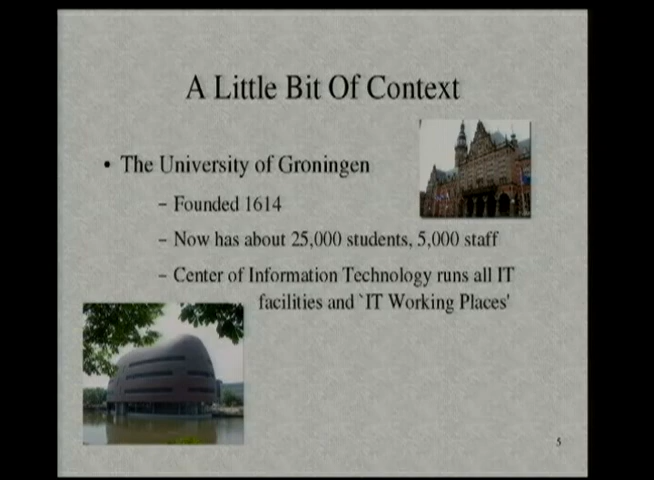 A Little Bit Of Context
• The University of Groningen
– Founded 1614
– Now has about 25,000 students, 5,000 staff
– Center of Information Technology runs all IT
facilities and `IT Working Places'
5